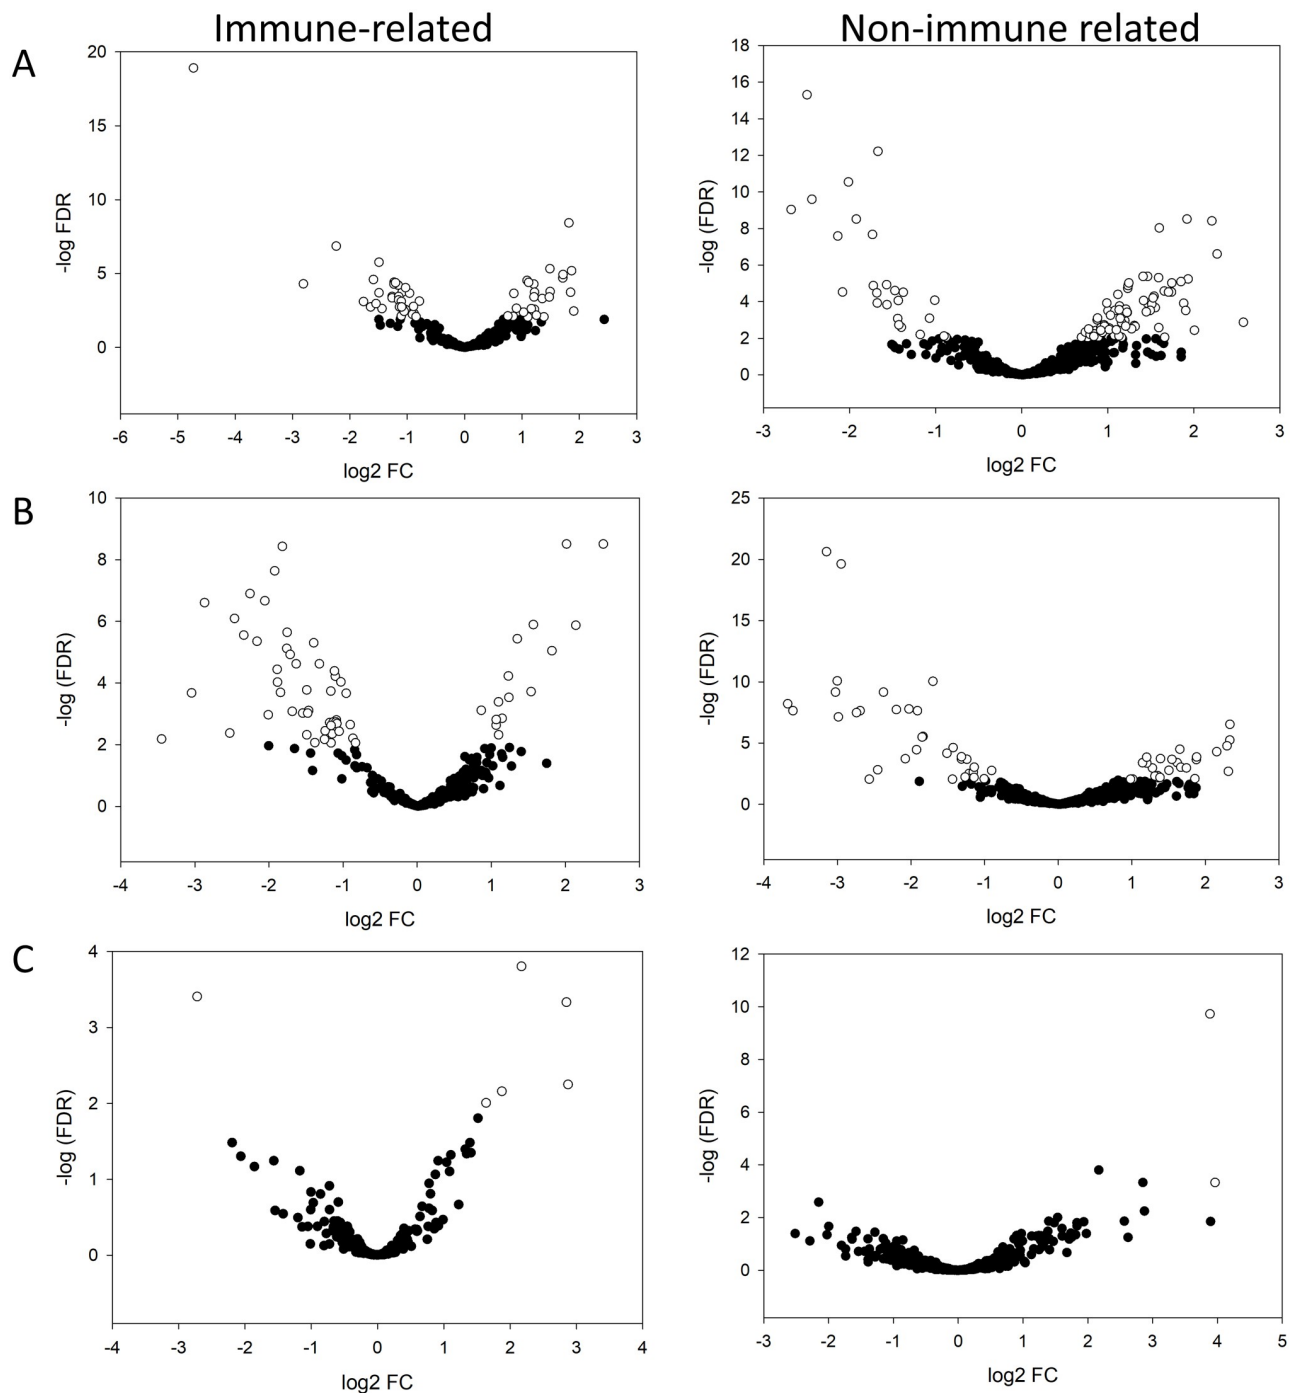 Immune-related
Non-immune related
A
20
15
10
5
0
-log FDR
-6 -5 -4 -3 -2 -1 0 1 2 3
log2 FC
18
16
14
12
10
8
6
4
2
0
-log (FDR)
-3 -2 -1 0 1 2 3
log2 FC
B
10
8
6
4
2
0
-log (FDR)
-4 -3 -2 -1 0 1 2 3
log2 FC
25
20
15
10
5
0
-log (FDR)
-4 -3 -2 -1 0 1 2 3
log2 FC
C
4
3
2
1
0
-log (FDR)
-4 -3 -2 -1 0 1 2 3 4
log2 FC
12
10
8
6
4
2
0
-log (FDR)
-3 -2 -1 0 1 2 3 4 5
log2 FC